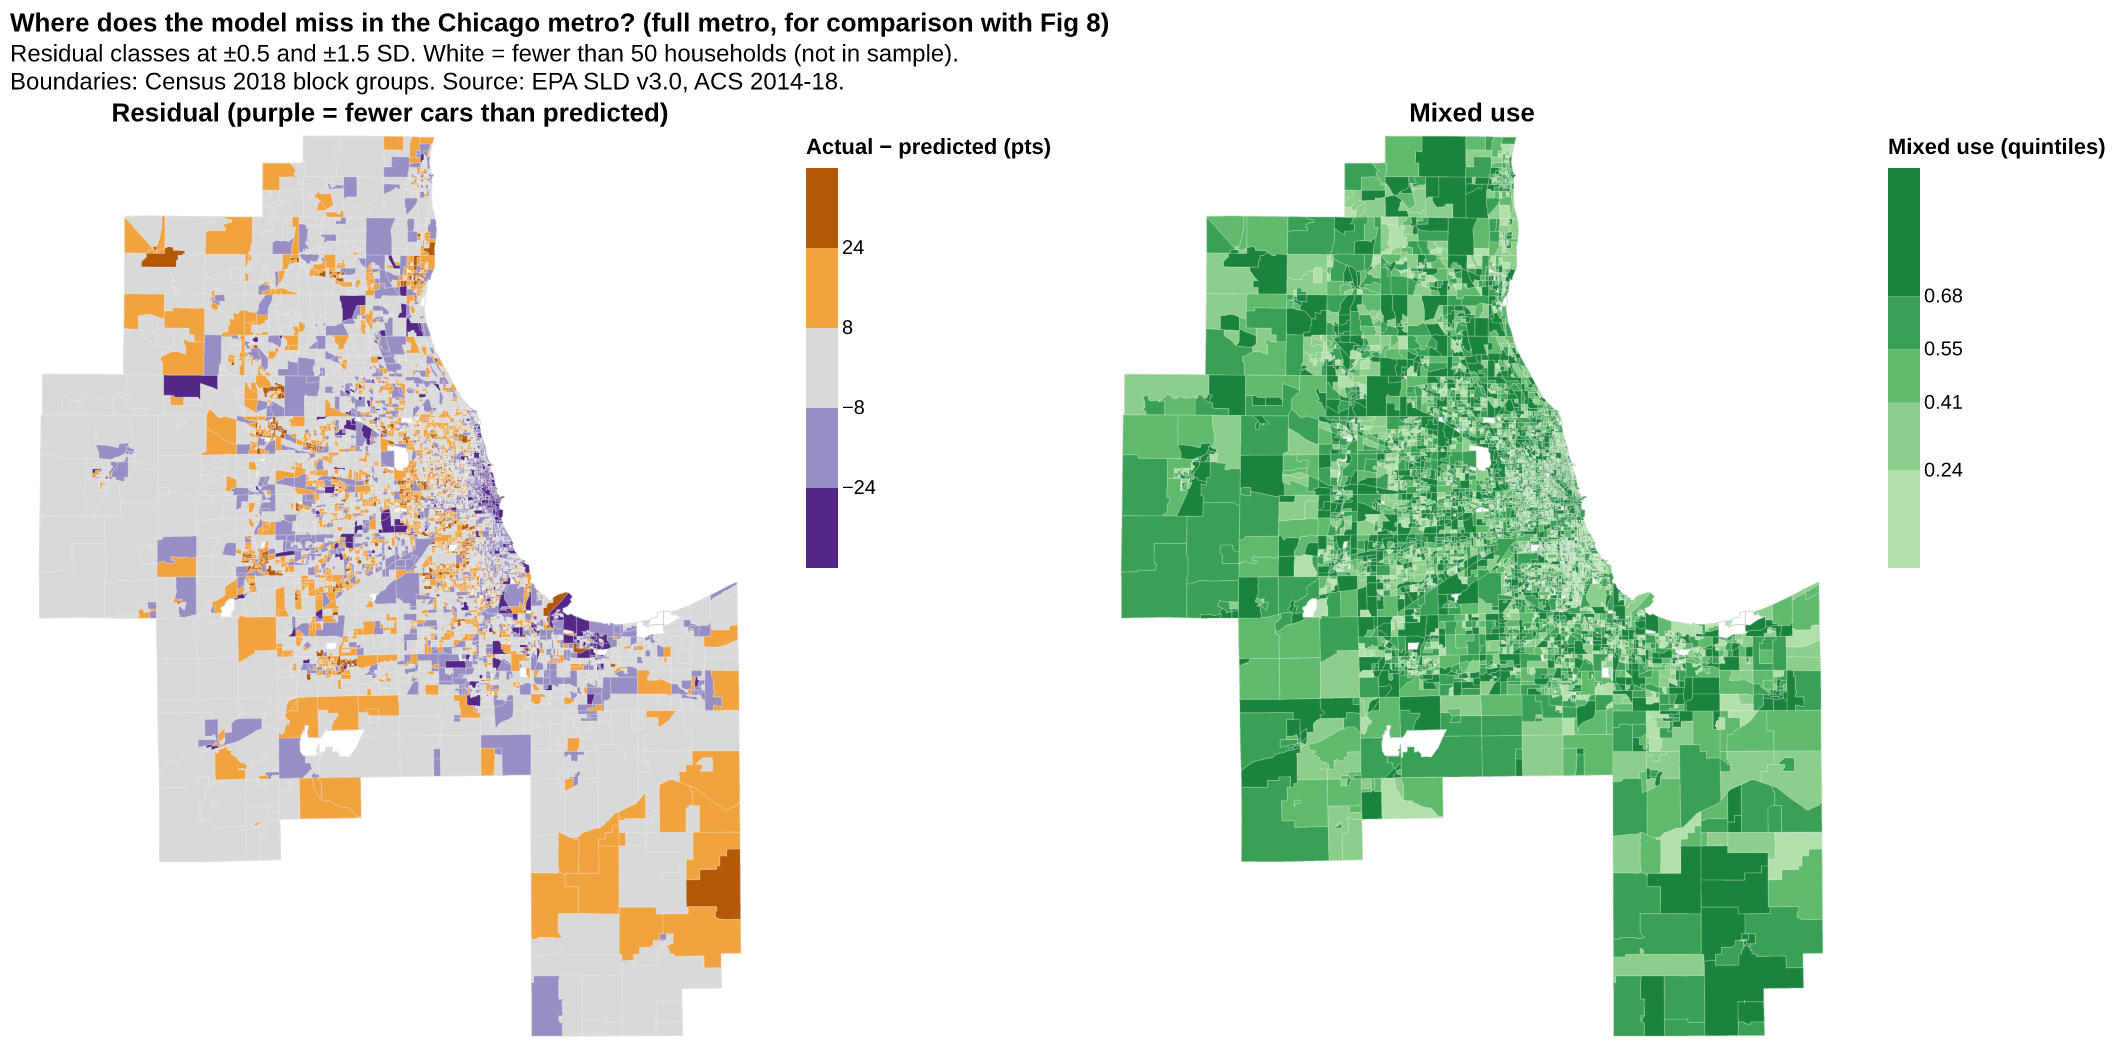 Where does the model miss in the Chicago metro? (full metro, for comparison with Fig 8)
Residual classes at ±0.5 and ±1.5 SD. White = fewer than 50 households (not in sample).
Boundaries: Census 2018 block groups. Source: EPA SLD v3.0, ACS 2014-18.
Residual (purple = fewer cars than predicted)
Actual − predicted (pts)
24
8
−8
−24
Mixed use
Mixed use (quintiles)
0.68
0.55
0.41
0.24